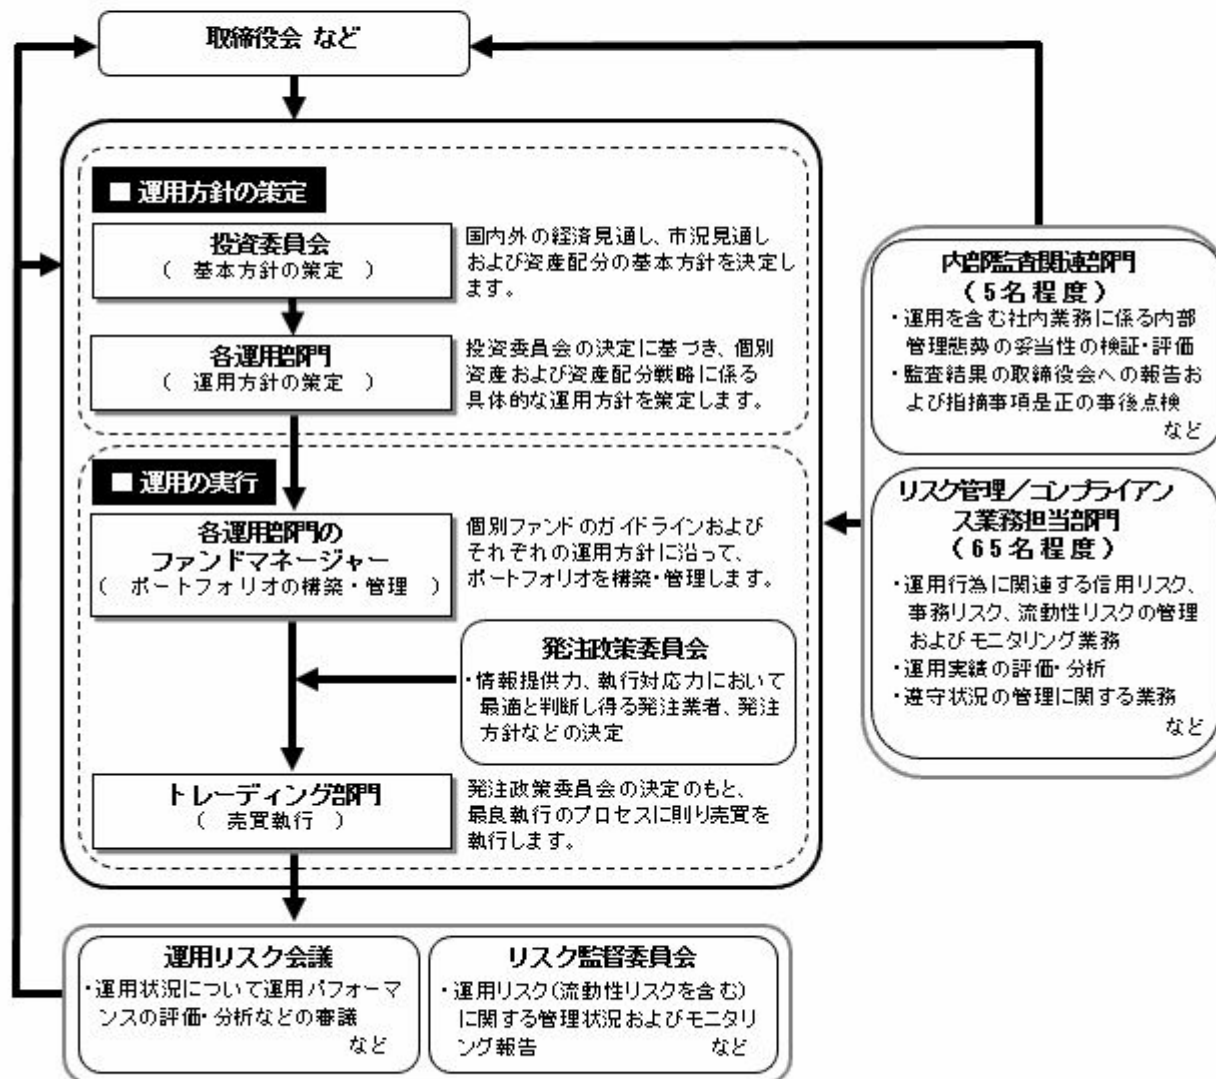 取締役会 など
■ 運用方針の策定
投資委員会
( 基本方針の策定 )
国内外の経済見通し、市況見通し
および資産配分の基本方針を決定し
ます。
各運用部門
( 運用方針の策定 )
投資委員会の決定に基づき、個別
資産および資産配分戦略に係る
具体的な運用方針を策定します。
■ 運用の実行
各運用部門の
ファンドマネージャー
( ポートフォリオの構築・管理 )
個別ファンドのガイドラインおよび
それぞれの運用方針に沿って、
ポートフォリオを構築・管理します。
発注政策委員会
・情報提供力、執行対応力において
最適と判断し得る発注業者、発注
方針などの決定
トレーディング部門
( 売買執行 )
発注政策委員会の決定のもと、
最良執行のプロセスに則り売買を
執行します。
運用リスク会議
・運用状況について運用パフォーマ
ンスの評価・分析などの審議
など
リスク監督委員会
・運用リスク(流動性リスクを含む)
に関する管理状況およびモニタリ
ング報告 など
内部監査関連部門
(5名程度)
・運用を含む社内業務に係る内部
管理態勢の妥当性の検証・評価
・監査結果の取締役会への報告お
よび指摘事項是正の事後点検
など
リスク管理/コンプライアン
ス業務担当部門
(65名程度)
・運用行為に関連する信用リスク、
事務リスク、流動性リスクの管理
およびモニタリング業務
・運用実績の評価・分析
・遵守状況の管理に関する業務
など